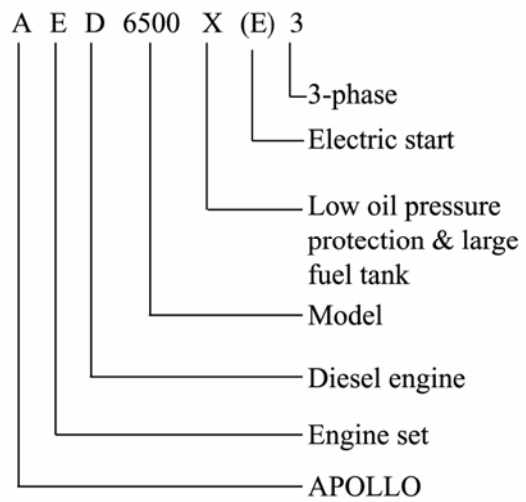 A E D 6500 X (E) 3
3-phase
Electric start
Low oil pressure
protection & large
fuel tank
Model
Diesel engine
Engine set
APOLLO